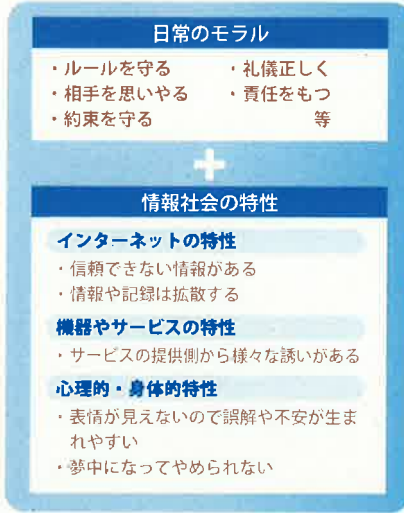 日常のモラル
・ルールを守る　・礼儀正しく
・相手を思いやる　・責任をもつ
・約束を守る　等
+
情報社会の特性
インターネットの特性
・信頼できない情報がある
・情報や記録は拡散する
機器やサービスの特性
・サービスの提供側から様々な誘いがある
心理的・身体的特性
・表情が見えないので誤解や不安が生ま
れやすい
・夢中になってやめられない